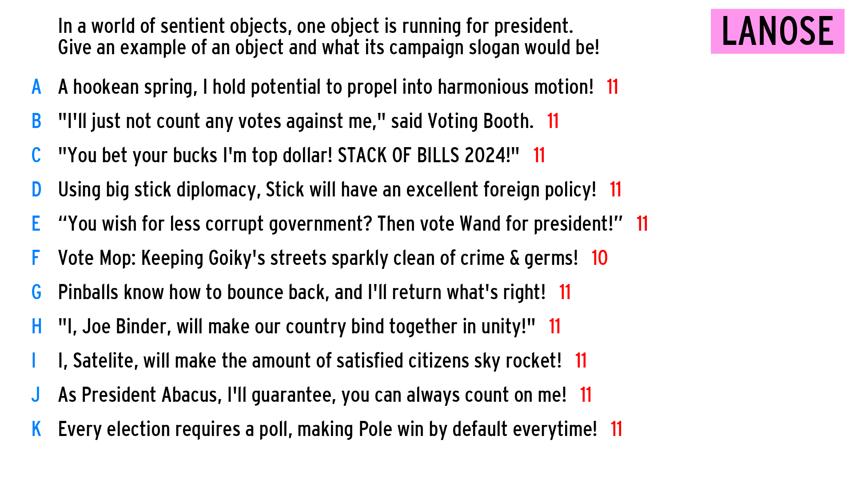 In a world of sentient objects, one object is running for president.
Give an example of an object and what its campaign slogan would be!
LANOSE
A A hookean spring, I hold potential to propel into harmonious motion! 11
B "I'll just not count any votes against me," said Voting Booth. 11
C "You bet your bucks I'm top dollar! STACK OF BILLS 2024!" 11
D Using big stick diplomacy, Stick will have an excellent foreign policy! 11
E “You wish for less corrupt government? Then vote Wand for president!” 11
F Vote Mop: Keeping Goiky's streets sparkly clean of crime & germs! 10
G Pinballs know how to bounce back, and I'll return what's right! 11
H "I, Joe Binder, will make our country bind together in unity!" 11
I I, Satelite, will make the amount of satisfied citizens sky rocket! 11
J As President Abacus, I'll guarantee, you can always count on me! 11
K Every election requires a poll, making Pole win by default everytime! 11